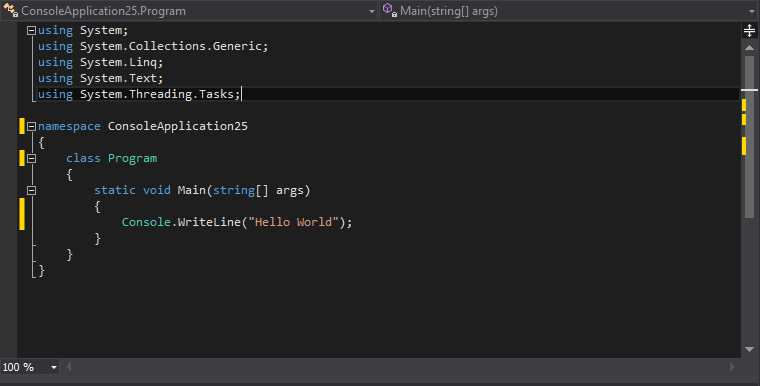 ConsoleApplication25.Program
Main(string[] args)
using System;
using System.Collections.Generic;
using System.Linq;
using System.Text;
using System.Threading.Tasks;
namespace ConsoleApplication25
{
    class Program
    {
        static void Main(string[] args)
        {
            Console.WriteLine("Hello World");
        }
    }
}
100 %